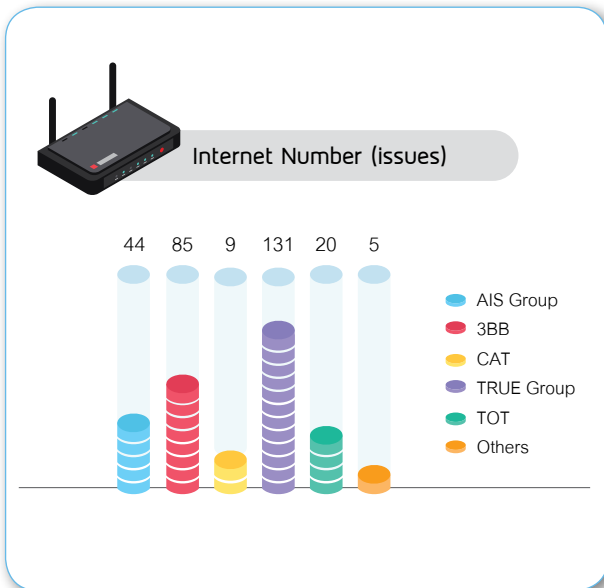 Internet Number (issues)
44 85 9 131 20 5
AIS Group
3BB
CAT
TRUE Group
TOT
Others